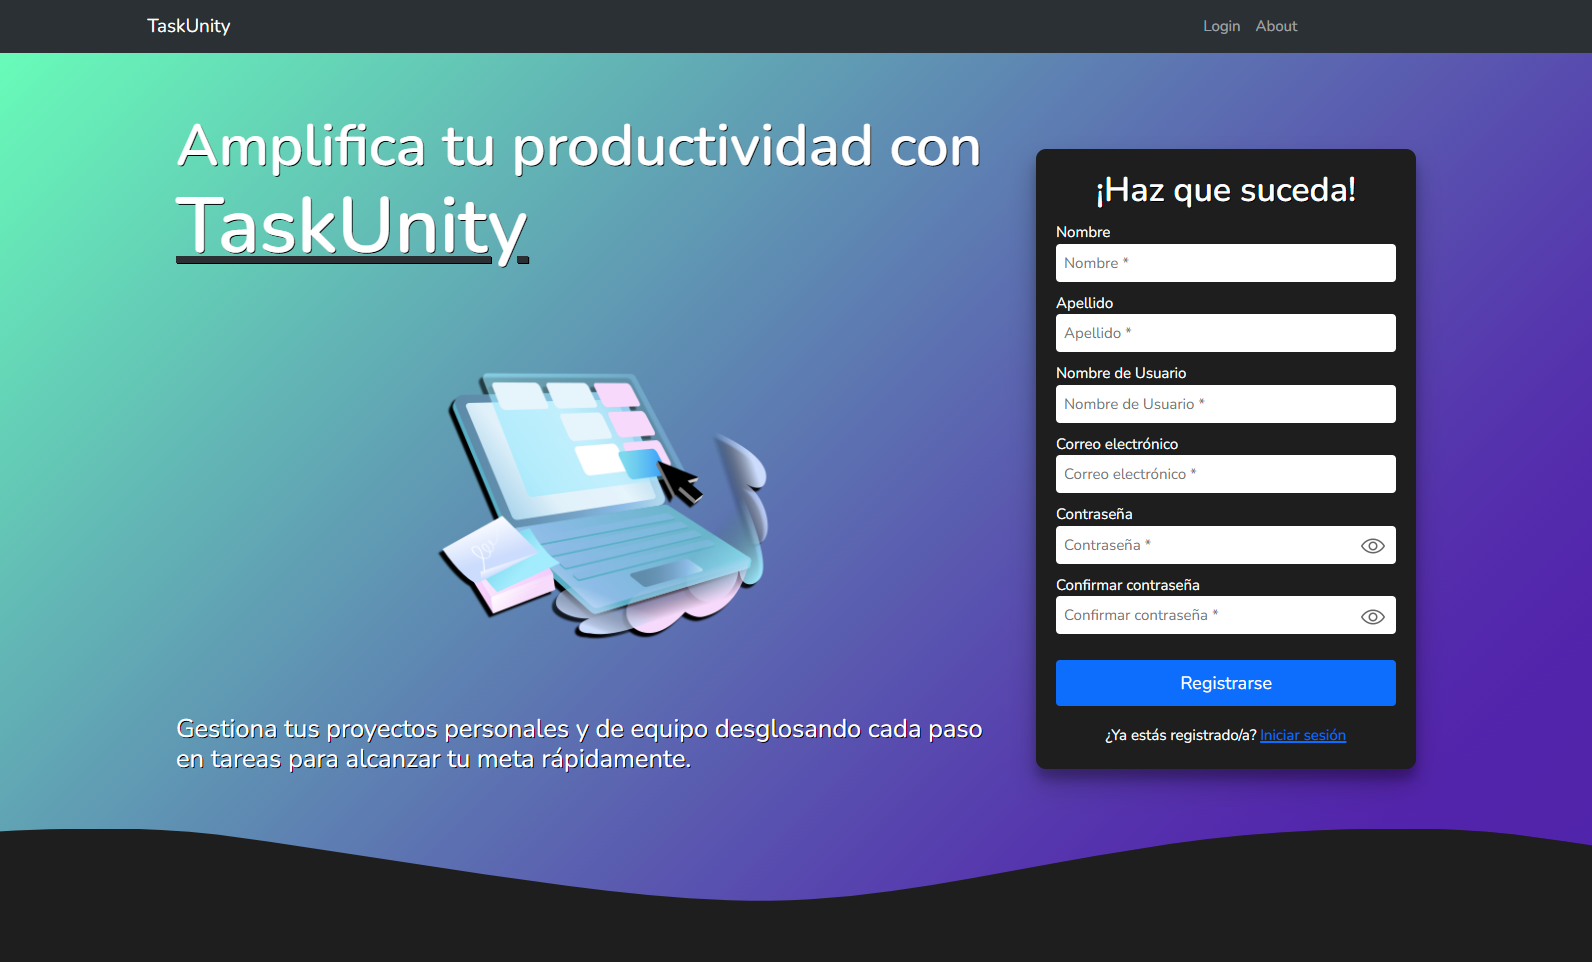 TaskUnity
Login About
Amplifica tu productividad con
TaskUnity
Gestiona tus proyectos personales y de equipo desglosando cada paso
en tareas para alcanzar tu meta rápidamente.
¡Haz que suceda!
Nombre
Nombre *
Apellido
Apellido *
Nombre de Usuario
Nombre de Usuario *
Correo electrónico
Correo electrónico *
Contraseña
Contraseña *
Confirmar contraseña
Confirmar contraseña *
Registrarse
¿Ya estás registrado/a? Iniciar sesión